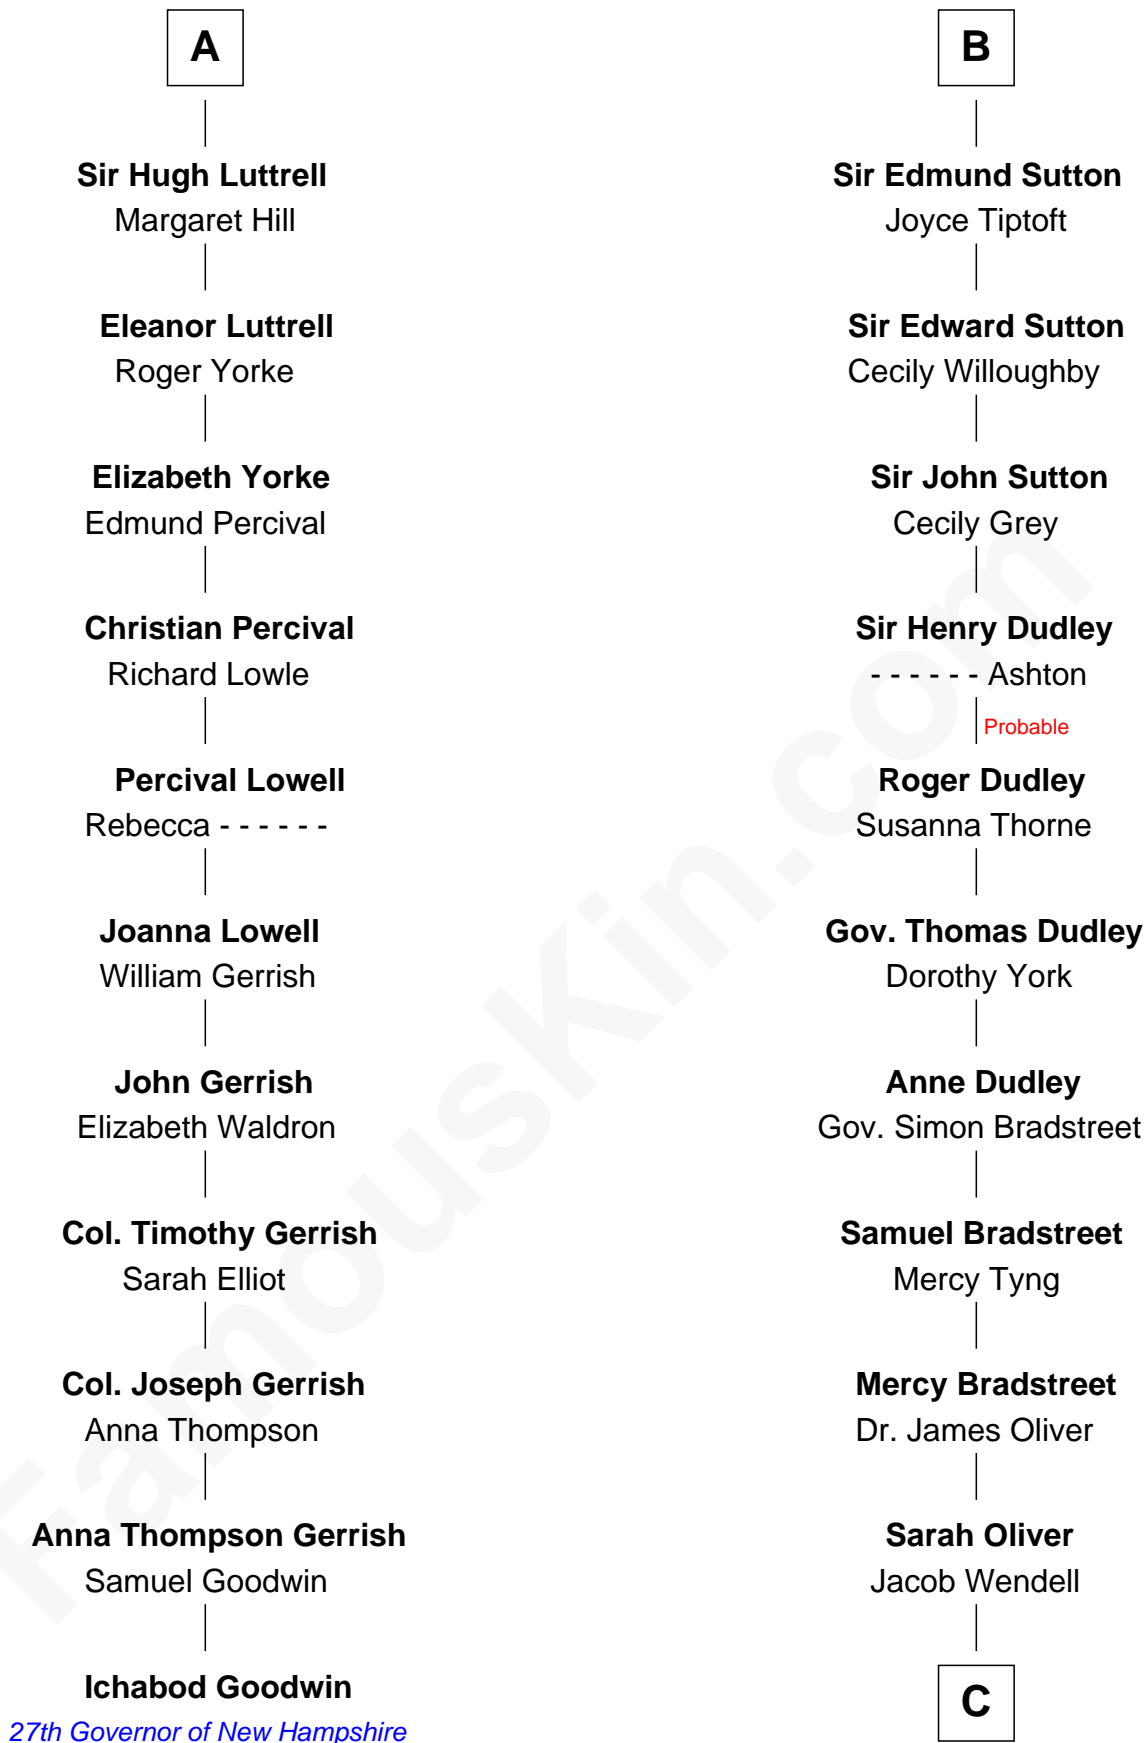 A
Sir Hugh Luttrell
Margaret Hill
Eleanor Luttrell
Roger Yorke
Elizabeth Yorke
Edmund Percival
Christian Percival
Richard Lowle
Percival Lowell
Rebecca - - - - - -
Joanna Lowell
William Gerrish
John Gerrish
Elizabeth Waldron
Col. Timothy Gerrish
Sarah Elliot
Col. Joseph Gerrish
Anna Thompson
Anna Thompson Gerrish
Samuel Goodwin
Ichabod Goodwin
27th Governor of New Hampshire
B
Sir Edmund Sutton
Joyce Tiptoft
Sir Edward Sutton
Cecily Willoughby
Sir John Sutton
Cecily Grey
Sir Henry Dudley
- - - - - - Ashton
Probable
Roger Dudley
Susanna Thorne
Gov. Thomas Dudley
Dorothy York
Anne Dudley
Gov. Simon Bradstreet
Samuel Bradstreet
Mercy Tyng
Mercy Bradstreet
Dr. James Oliver
Sarah Oliver
Jacob Wendell
C
FamousKin.com